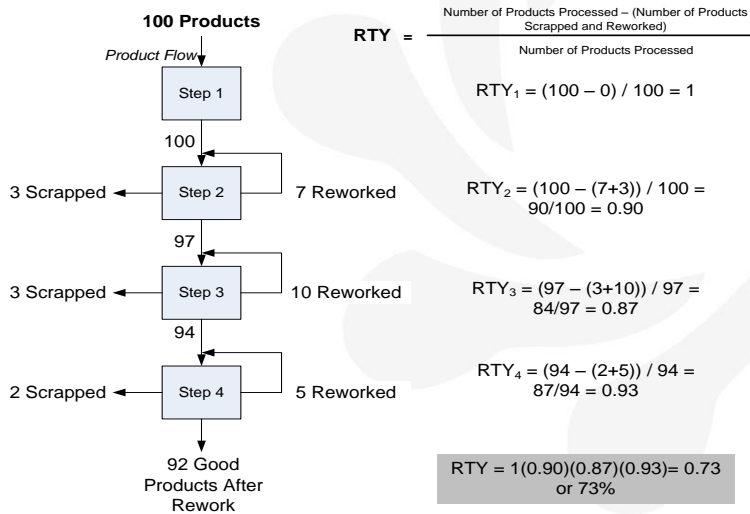 100 Products
Product Flow
Step 1
100
3 Scrapped
Step 2
7 Reworked
97
3 Scrapped
Step 3
10 Reworked
94
2 Scrapped
Step 4
5 Reworked
92 Good
Products After
Rework
RTY =
Number of Products Processed – (Number of Products
Scrapped and Reworked)
Number of Products Processed
RTY₁ = (100 – 0) / 100 = 1
RTY₂ = (100 – (7+3)) / 100 =
90/100 = 0.90
RTY₃ = (97 – (3+10)) / 97 =
84/97 = 0.87
RTY₄ = (94 – (2+5)) / 94 =
87/94 = 0.93
RTY = 1(0.90)(0.87)(0.93)= 0.73
or 73%